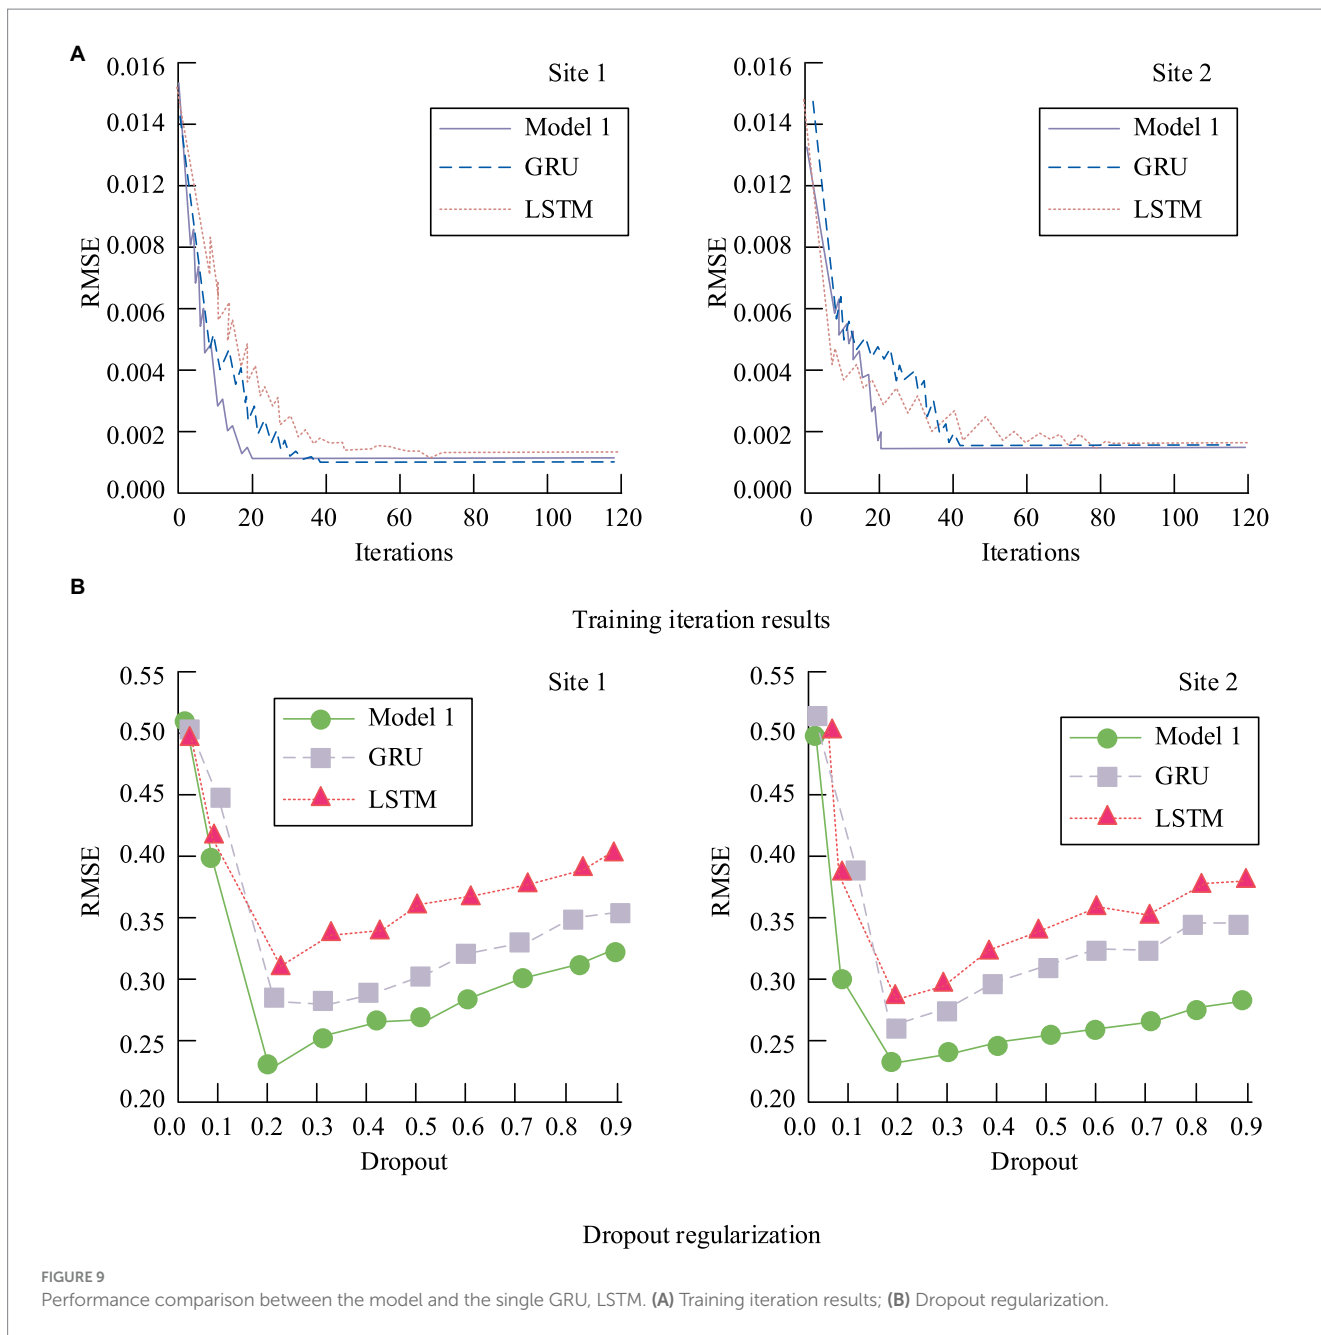 A
Site 1
0.016
0.014
0.012
0.008
0.006
0.004
0.002
0.000
RMSE
Model 1
GRU
LSTM
0 20 40 60 80 100 120
Iterations
Site 2
0.016
0.014
0.012
0.008
0.006
0.004
0.002
0.000
RMSE
Model 1
GRU
LSTM
0 20 40 60 80 100 120
Iterations
B
Training iteration results
Site 1
0.55
0.50
0.45
0.40
0.35
0.30
0.25
0.20
RMSE
Model 1
GRU
LSTM
0.0 0.1 0.2 0.3 0.4 0.5 0.6 0.7 0.8 0.9
Dropout
Site 2
0.55
0.50
0.45
0.40
0.35
0.30
0.25
0.20
RMSE
Model 1
GRU
LSTM
0.0 0.1 0.2 0.3 0.4 0.5 0.6 0.7 0.8 0.9
Dropout
Dropout regularization
FIGURE 9
Performance comparison between the model and the single GRU, LSTM. (A) Training iteration results; (B) Dropout regularization.